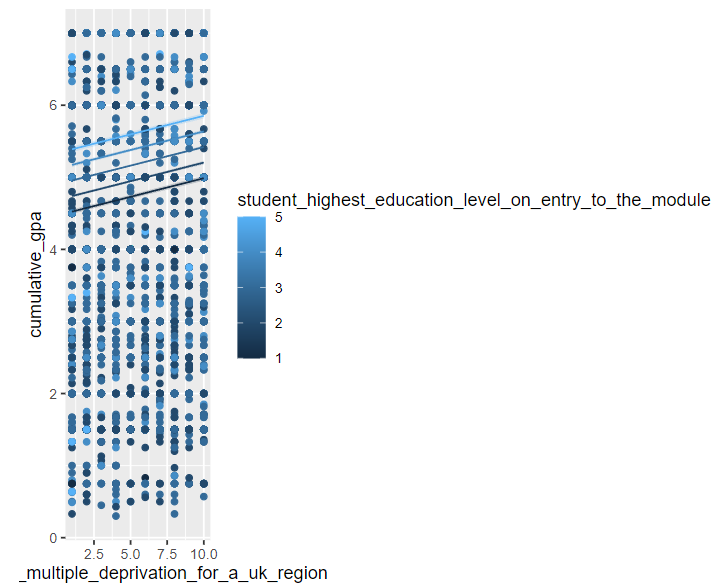 student_highest_education_level_on_entry_to_the_module
5
4
3
2
1
cumulative_gpa
6
4
2
0
2.5 5.0 7.5 10.0
_multiple_deprivation_for_a_uk_region